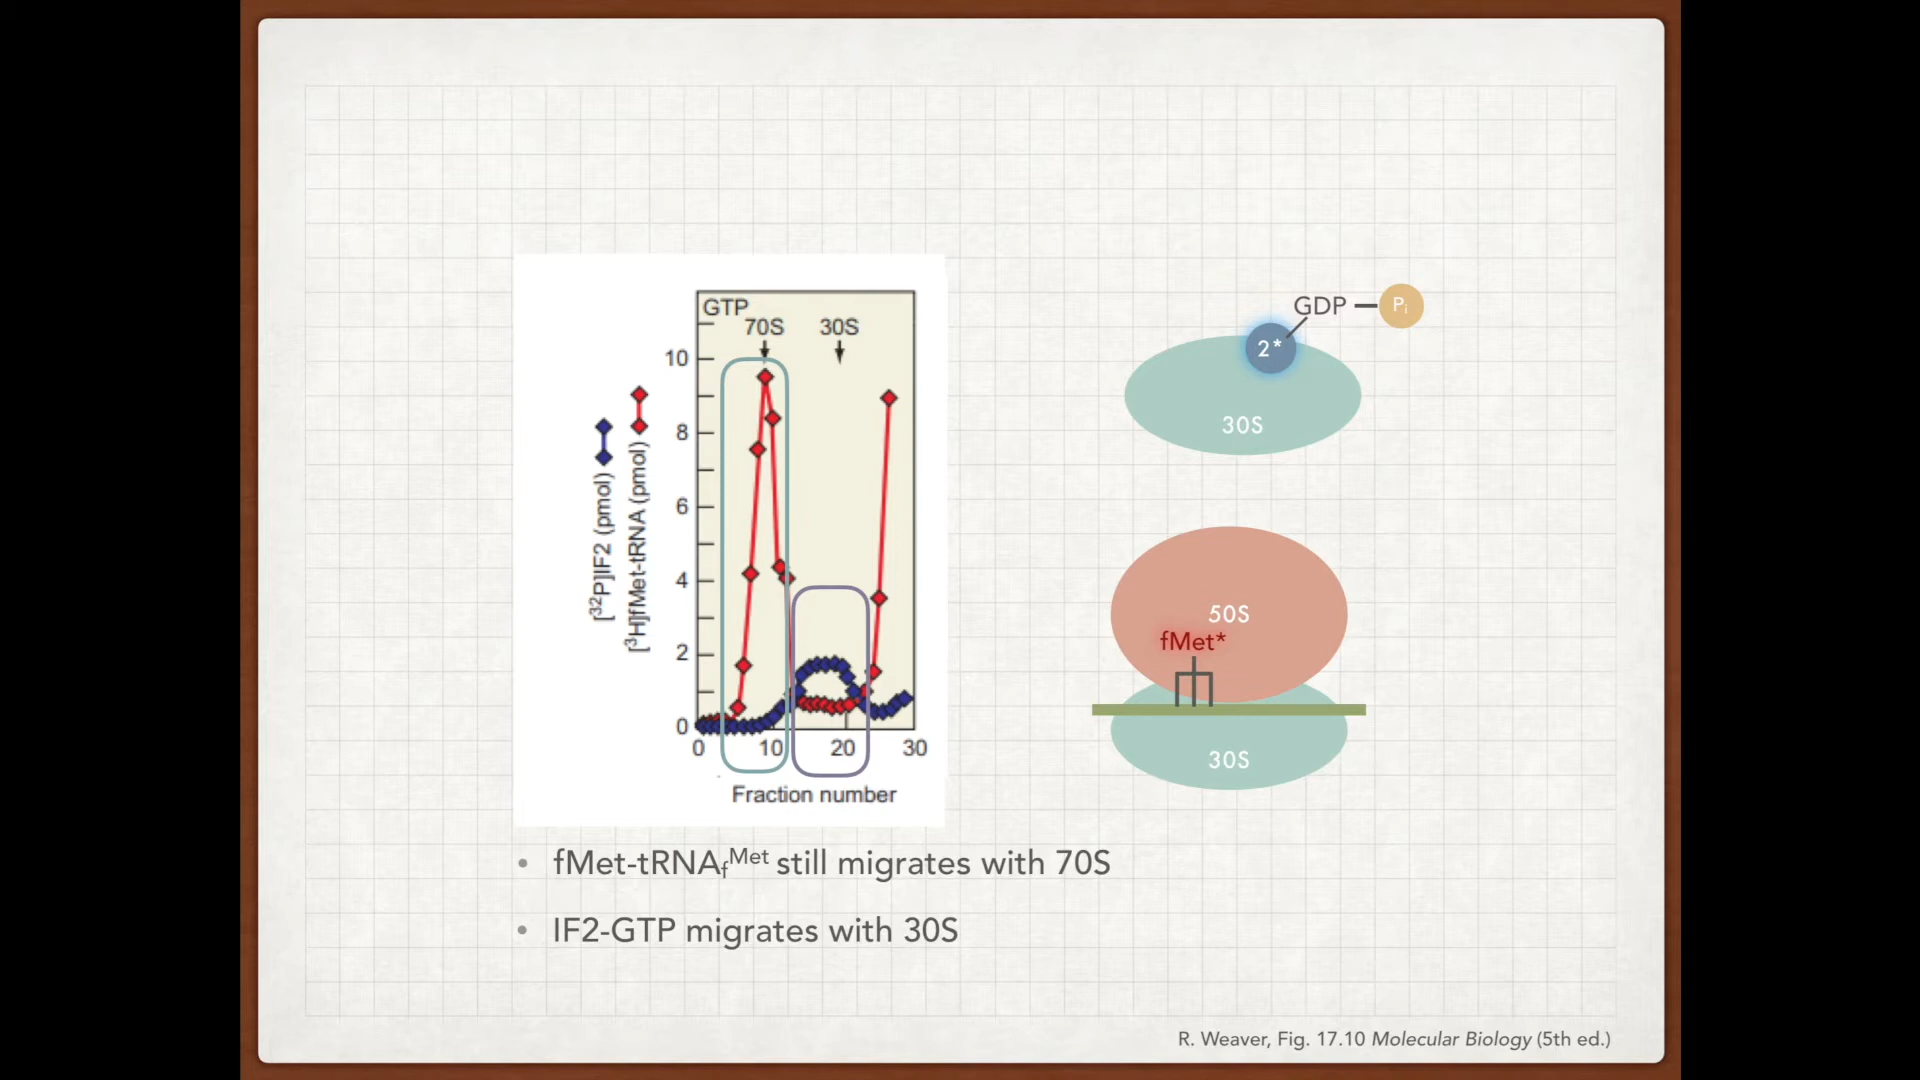 GTP
70S 30S
10
8
6
4
2
0
0 10 20 30
Fraction number
[³²P]IF2 (pmol)
[³H]fMet-tRNA (pmol)
GDP
Pᵢ
2*
30S
50S
fMet*
30S
• fMet-tRNAfMet still migrates with 70S
• IF2-GTP migrates with 30S
R. Weaver, Fig. 17.10 Molecular Biology (5th ed.)